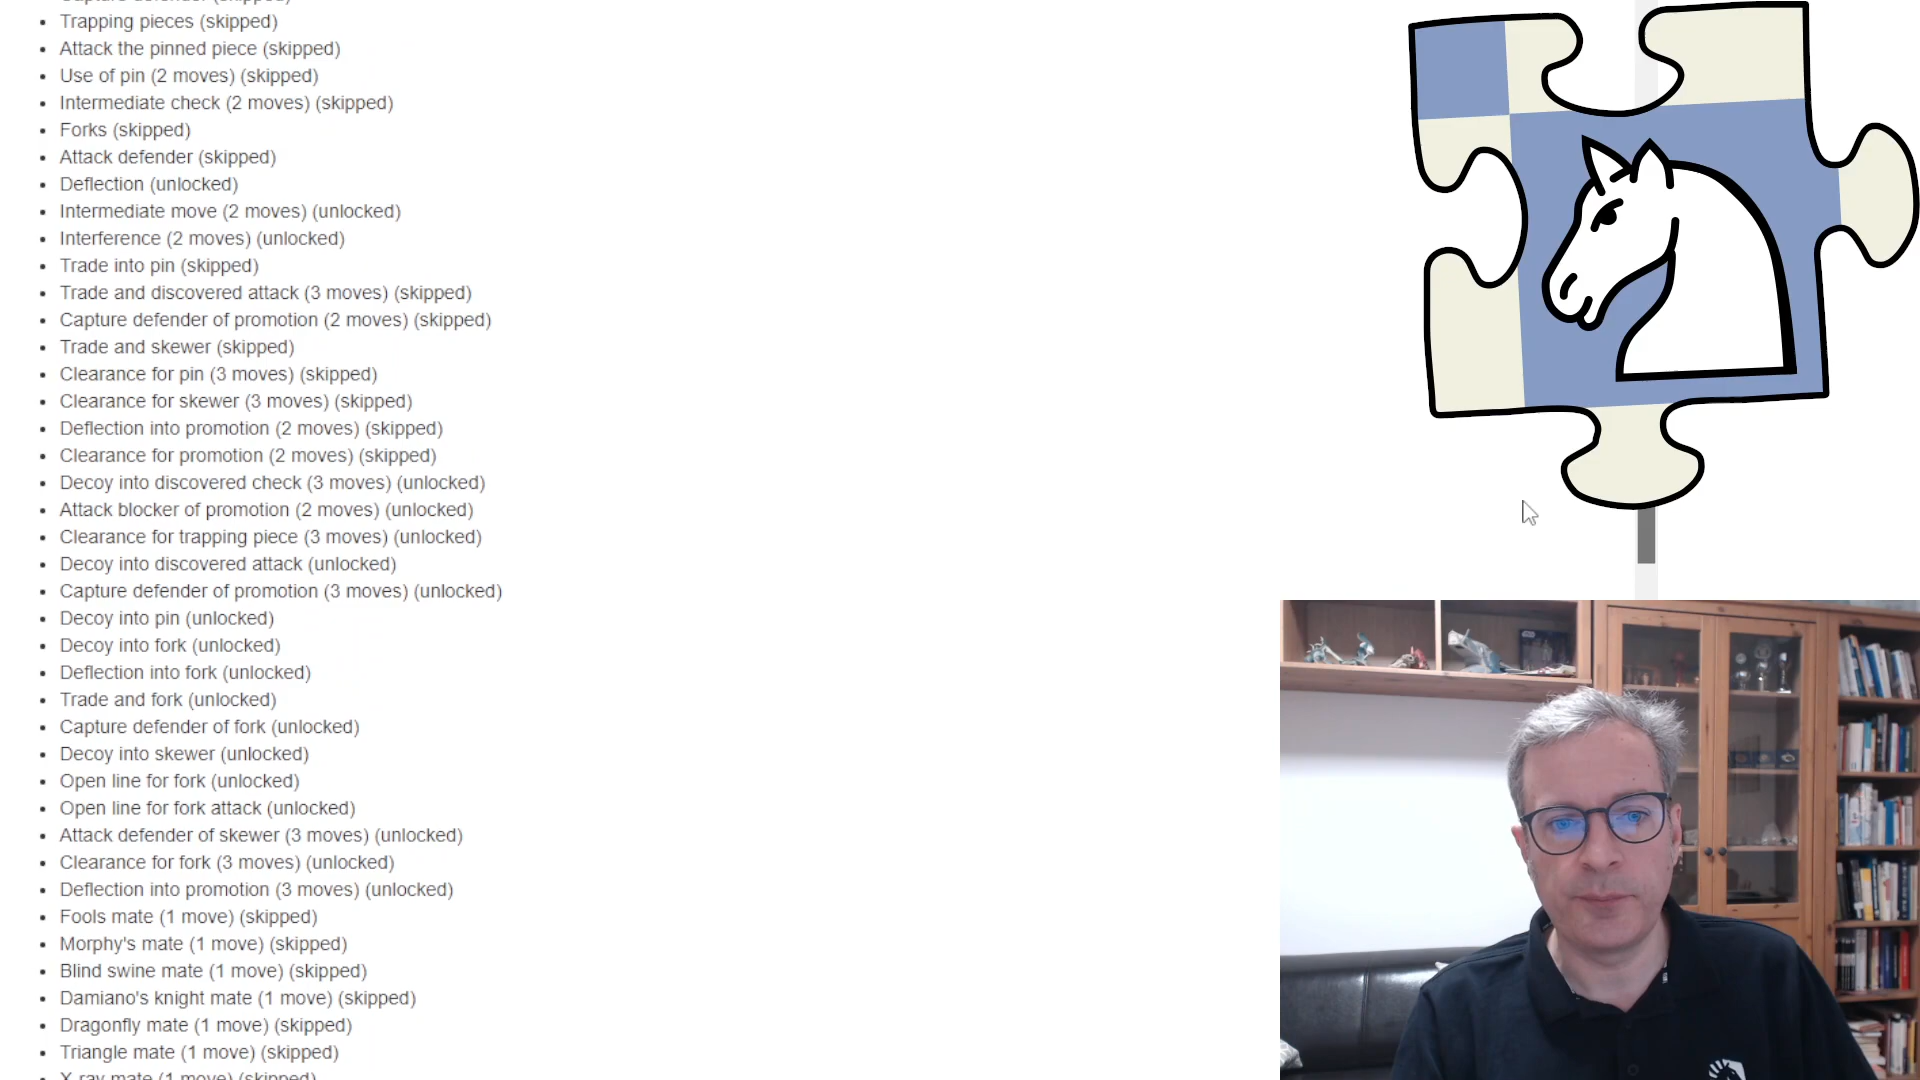 Capture defender (skipped)
Trapping pieces (skipped)
Attack the pinned piece (skipped)
Use of pin (2 moves) (skipped)
Intermediate check (2 moves) (skipped)
Forks (skipped)
Attack defender (skipped)
Deflection (unlocked)
Intermediate move (2 moves) (unlocked)
Interference (2 moves) (unlocked)
Trade into pin (skipped)
Trade and discovered attack (3 moves) (skipped)
Capture defender of promotion (2 moves) (skipped)
Trade and skewer (skipped)
Clearance for pin (3 moves) (skipped)
Clearance for skewer (3 moves) (skipped)
Deflection into promotion (2 moves) (skipped)
Clearance for promotion (2 moves) (skipped)
Decoy into discovered check (3 moves) (unlocked)
Attack blocker of promotion (2 moves) (unlocked)
Clearance for trapping piece (3 moves) (unlocked)
Decoy into discovered attack (unlocked)
Capture defender of promotion (3 moves) (unlocked)
Decoy into pin (unlocked)
Decoy into fork (unlocked)
Deflection into fork (unlocked)
Trade and fork (unlocked)
Capture defender of fork (unlocked)
Decoy into skewer (unlocked)
Open line for fork (unlocked)
Open line for fork attack (unlocked)
Attack defender of skewer (3 moves) (unlocked)
Clearance for fork (3 moves) (unlocked)
Deflection into promotion (3 moves) (unlocked)
Fools mate (1 move) (skipped)
Morphy's mate (1 move) (skipped)
Blind swine mate (1 move) (skipped)
Damiano's knight mate (1 move) (skipped)
Dragonfly mate (1 move) (skipped)
Triangle mate (1 move) (skipped)
X-ray mate (1 move) (skipped)